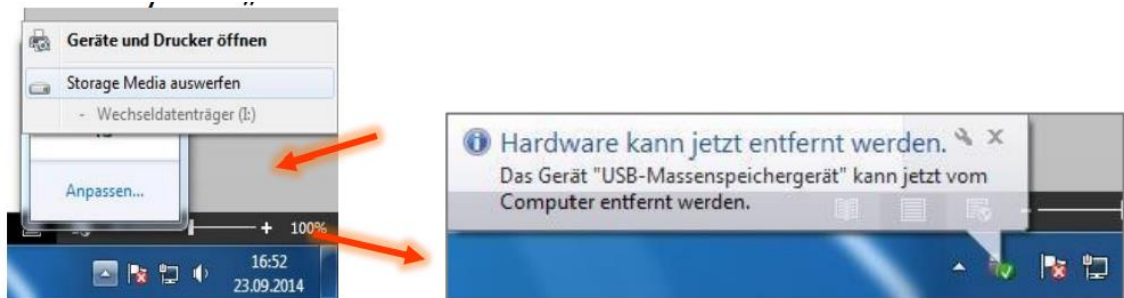 Geräte und Drucker öffnen
Storage Media auswerfen
- Wechseldatenträger (I:)
Anpassen...
100%
16:52
23.09.2014
Hardware kann jetzt entfernt werden.
Das Gerät "USB-Massenspeichergerät" kann jetzt vom
Computer entfernt werden.